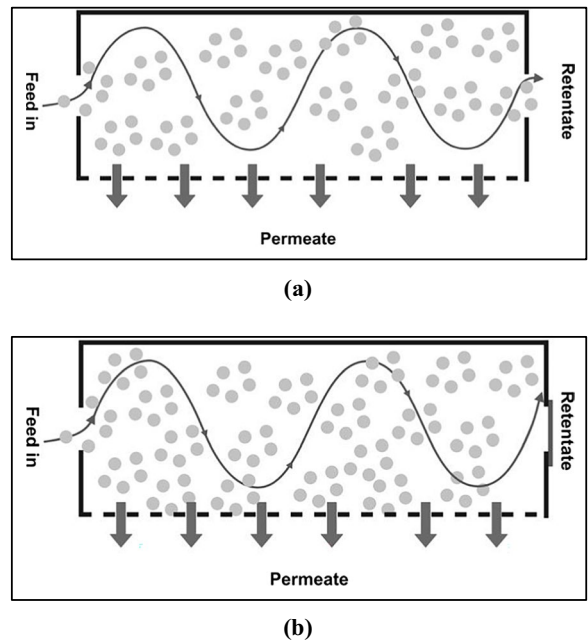 Feed in
Retentate
Permeate
(a)
Feed in
Retentate
Permeate
(b)